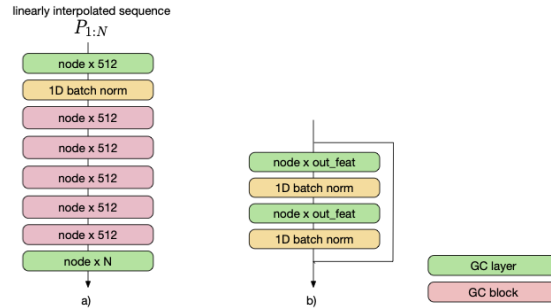 linearly interpolated sequence
P1:N
node x 512
1D batch norm
node x 512
node x 512
node x 512
node x 512
node x 512
node x N
a)
node x out_feat
1D batch norm
node x out_feat
1D batch norm
b)
GC layer
GC block